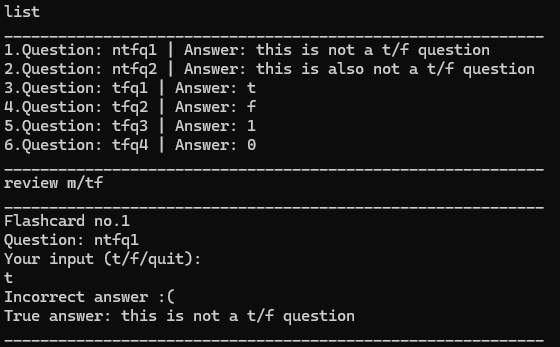 list
____________________________________________________________
1.Question: ntfq1 | Answer: this is not a t/f question
2.Question: ntfq2 | Answer: this is also not a t/f question
3.Question: tfq1 | Answer: t
4.Question: tfq2 | Answer: f
5.Question: tfq3 | Answer: 1
6.Question: tfq4 | Answer: 0
____________________________________________________________
review m/tf
____________________________________________________________
Flashcard no.1
Question: ntfq1
Your input (t/f/quit):
t
Incorrect answer :(
True answer: this is not a t/f question
____________________________________________________________